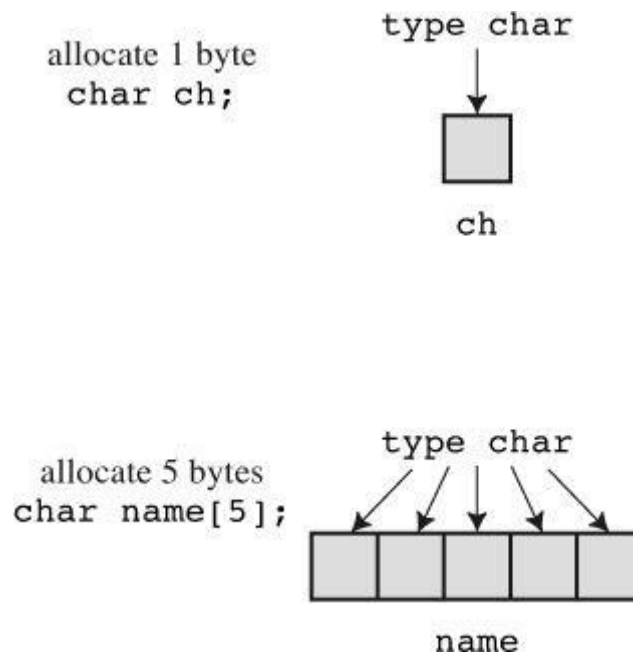 type char
allocate 1 byte
char ch;
ch
type char
allocate 5 bytes
char name[5];
name